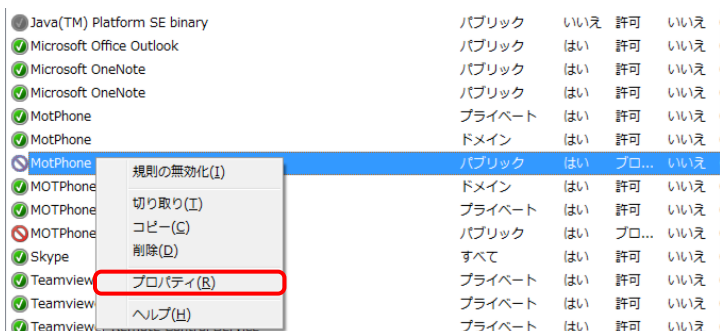 Java(TM) Platform SE binary パブリック いいえ 許可 いいえ
Microsoft Office Outlook パブリック はい 許可 いいえ
Microsoft OneNote パブリック はい 許可 いいえ
Microsoft OneNote パブリック はい 許可 いいえ
MotPhone プライベート はい 許可 いいえ
MotPhone ドメイン はい 許可 いいえ
MotPhone パブリック はい ブロ... いいえ
規則の無効化(I)
MOTPhone ドメイン はい 許可 いいえ
切り取り(T)
MOTPhone プライベート はい 許可 いいえ
コピー(C)
MOTPhone パブリック はい ブロ... いいえ
削除(D)
Skype すべて はい 許可 いいえ
Teamview プライベート はい 許可 いいえ
プロパティ(R)
Teamview プライベート はい 許可 いいえ
ヘルプ(H)
Teamview プライベート はい 許可 いいえ